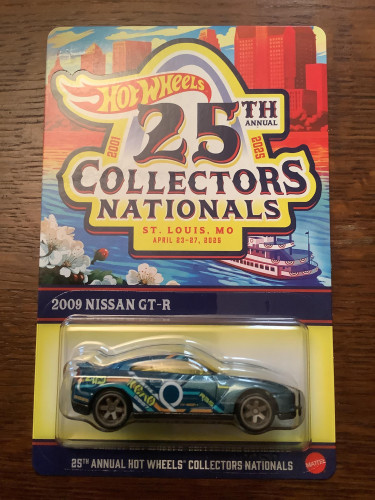 HOT WHEELS
25TH
ANNUAL
2001
2025
COLLECTORS
NATIONALS
ST. LOUIS, MO
APRIL 23-27, 2025
2009 NISSAN GT-R
MATTEL
25TH ANNUAL HOT WHEELS COLLECTORS NATIONALS